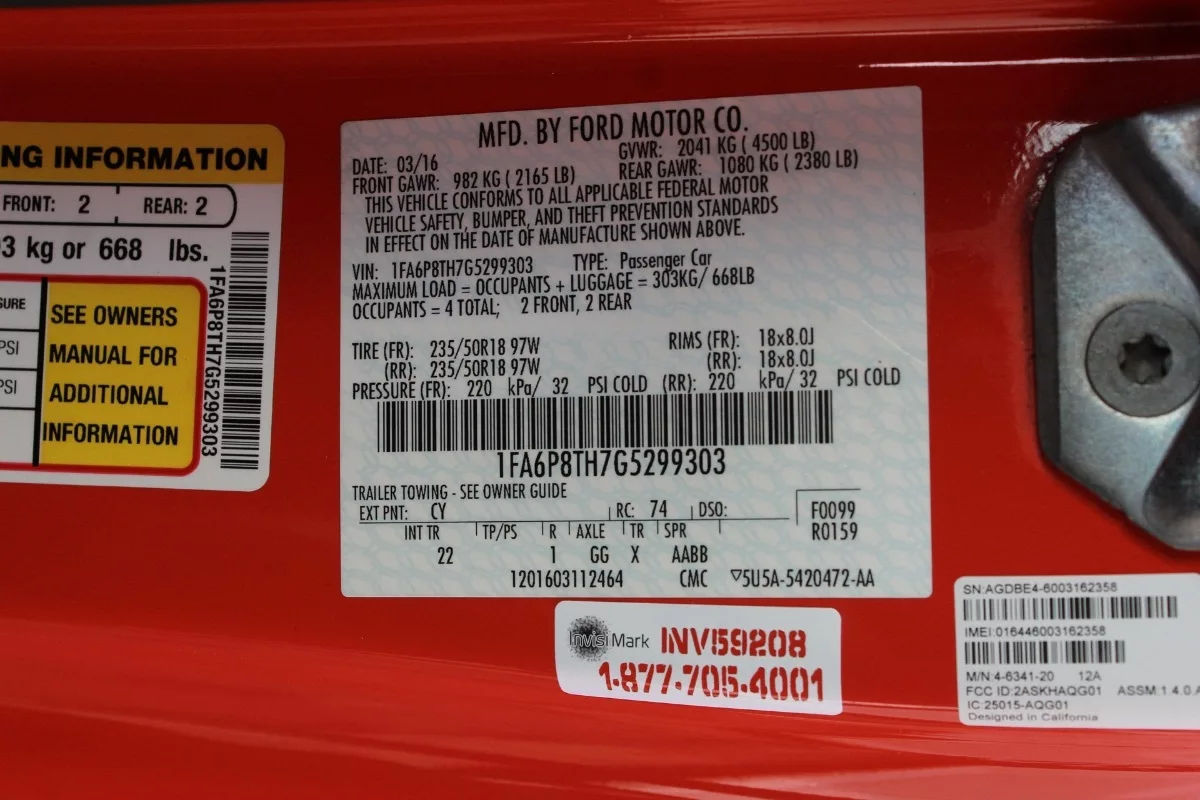 NG INFORMATION
FRONT: 2 REAR: 2
3 kg or 668 lbs.
SURE
PSI
PSI
SEE OWNERS
MANUAL FOR
ADDITIONAL
INFORMATION
1FA6P8TH7G5299303
MFD. BY FORD MOTOR CO.
DATE: 03/16 GVWR: 2041 KG ( 4500 LB)
FRONT GAWR: 982 KG ( 2165 LB) REAR GAWR: 1080 KG ( 2380 LB)
THIS VEHICLE CONFORMS TO ALL APPLICABLE FEDERAL MOTOR
VEHICLE SAFETY, BUMPER, AND THEFT PREVENTION STANDARDS
IN EFFECT ON THE DATE OF MANUFACTURE SHOWN ABOVE.
VIN: 1FA6P8TH7G5299303 TYPE: Passenger Car
MAXIMUM LOAD = OCCUPANTS + LUGGAGE = 303KG/ 668LB
OCCUPANTS = 4 TOTAL; 2 FRONT, 2 REAR
TIRE (FR): 235/50R18 97W RIMS (FR): 18x8.0J
(RR): 235/50R18 97W (RR): 18x8.0J
PRESSURE (FR): 220 kPa/ 32 PSI COLD (RR): 220 kPa/ 32 PSI COLD
1FA6P8TH7G5299303
TRAILER TOWING - SEE OWNER GUIDE
EXT PNT: CY RC: 74 DSO: F0099
INT TR TP/PS R AXLE TR SPR R0159
22 1 GG X AABB
1201603112464 CMC ▽5U5A-5420472-AA
InvisiMark INV59208
1-877-705-4001
SN:AGDBE4-6003162358
IMEI:016446003162358
M/N:4-6341-20 12A
FCC ID:2ASKHAQG01 ASSM:1.4.0.A
IC:25015-AQG01
Designed in California